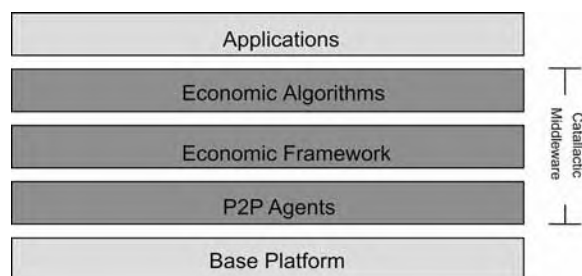 Applications
Economic Algorithms
Economic Framework
P2P Agents
Base Platform
Catallactic
Middleware